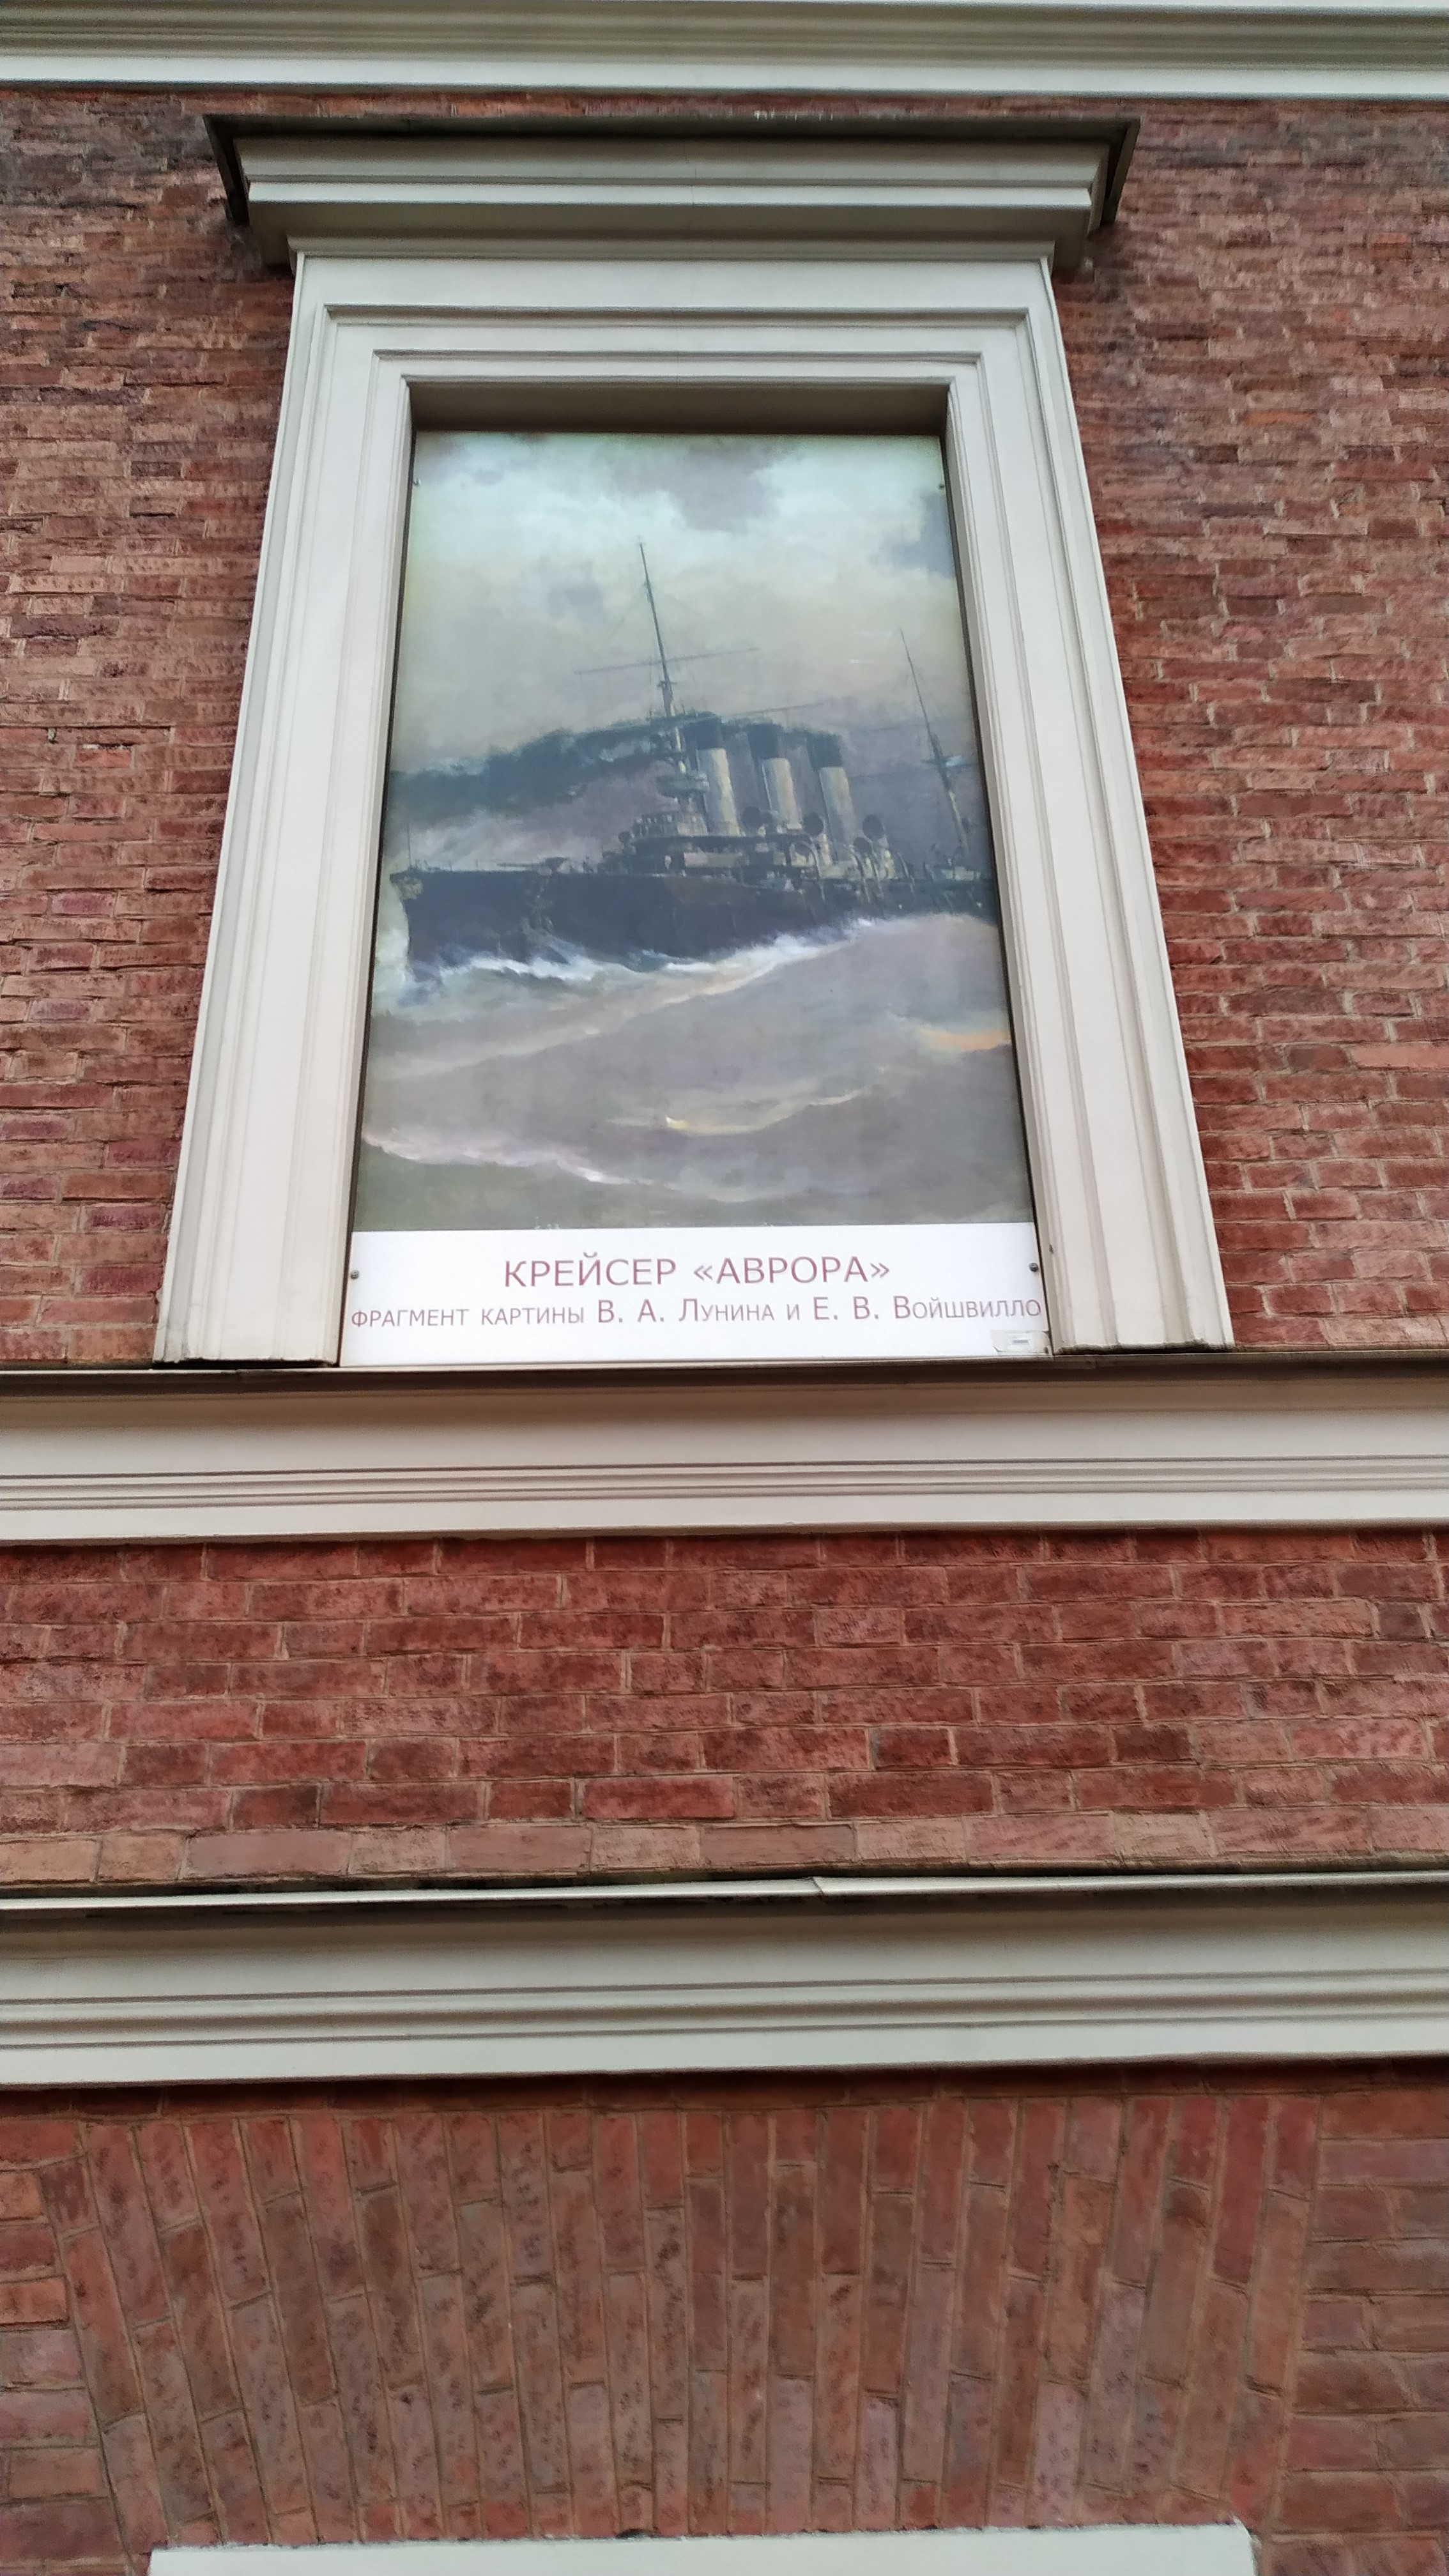 КРЕЙСЕР «АВРОРА»
ФРАГМЕНТ КАРТИНЫ В. А. ЛУНИНА И Е. В. ВОЙШВИЛЛО